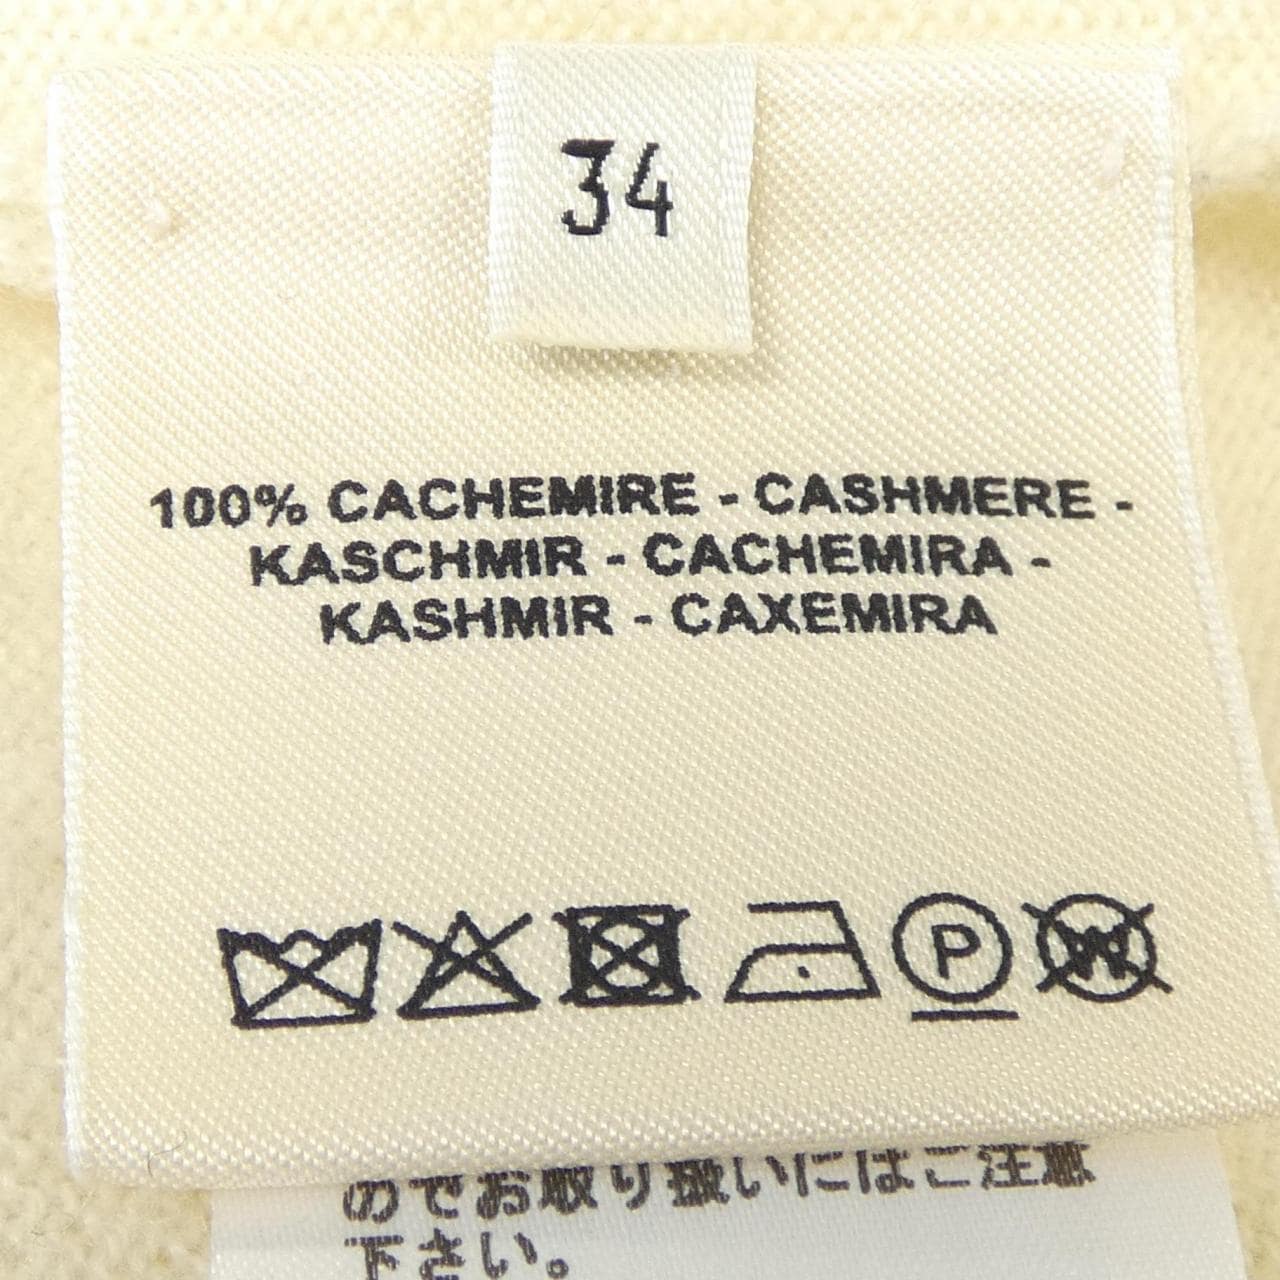 34
100% CACHEMIRE - CASHMERE -
KASCHMIR - CACHEMIRA -
KASHMIR - CAXEMIRA
P W
のでお取り扱いにはご注意
下さい。